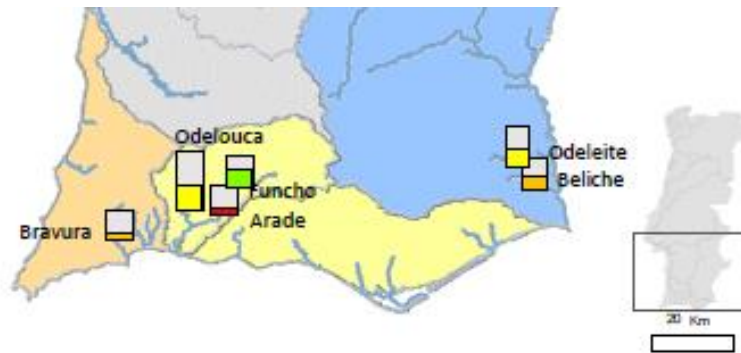 Odelouca
Odeleite
Funcho
Beliche
Arade
Bravura
20 Km